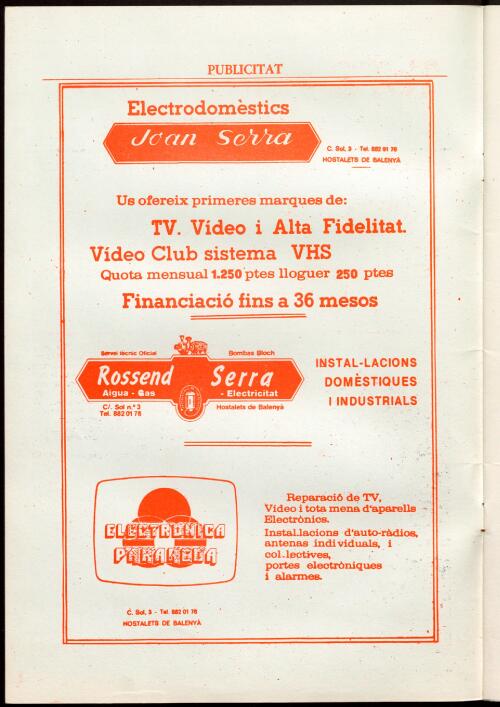 PUBLICITAT
Electrodomèstics
Joan Serra
C. Sol, 3 - Tel. 882 01 78
HOSTALETS DE BALENYÀ
Us ofereix primeres marques de:
TV. Vídeo i Alta Fidelitat.
Vídeo Club sistema VHS
Quota mensual 1.250 ptes lloguer 250 ptes
Financiació fins a 36 mesos
Servei tècnic Oficial
Bombas Bloch
Rossend Serra
Aigua - Gas - Electricitat
C/. Sol n.º 3
Tel. 882 01 78
Hostalets de Balenyà
INSTAL-LACIONS
DOMÈSTIQUES
I INDUSTRIALS
ELECTRÒNICA
Reparació de TV,
Vídeo i tota mena d'aparells
Electrònics.
Instal.lacions d'auto-ràdios,
antenas individuals, i
col.lectives,
portes electròniques
i alarmes.
C. Sol, 3 - Tel. 882 01 78
HOSTALETS DE BALENYÀ